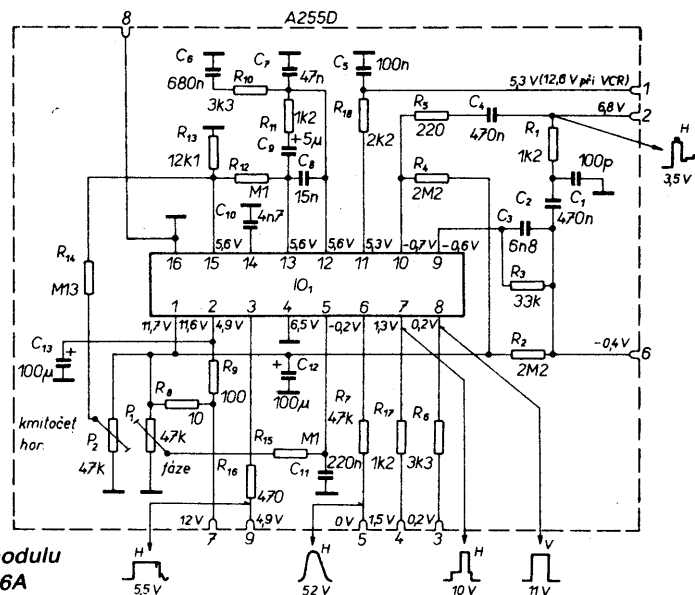 8
A255D
C6
680n
R10
3k3
C7
47n
C5
100n
5,3 V (12,6 V při VCR)
1
R11
1k2
R18
2k2
R5
220
C4
470n
6,8 V
2
R1
1k2
H
3,5 V
R13
12k1
R12
M1
C9
+ 5µ
C8
15n
R4
2M2
100p
C1
C2
470n
C10
4n7
C3
6n8
R3
33k
R14
M13
5,6 V
5,6 V
5,6 V
5,3 V
-0,7 V
-0,6 V
16 15 14 13 12 11 10 9
IO1
1 2 3 4 5 6 7 8
11,7 V
11,6 V
4,9 V
6,5 V
-0,2 V
1,3 V
0,2 V
C13
+
100µ
R9
100
+
C12
100µ
R2
2M2
-0,4 V
6
R8
10
kmitočet
hor.
P2
47k
P1
47k
fáze
R15
M1
C11
220n
R7
47k
R17
1k2
R6
3k3
R16
470
12 V
7
4,9 V
9
0 V
5
1,5 V
4
0,2 V
3
H
5,5 V
H
52 V
H
10 V
V
11 V
odulu
6A